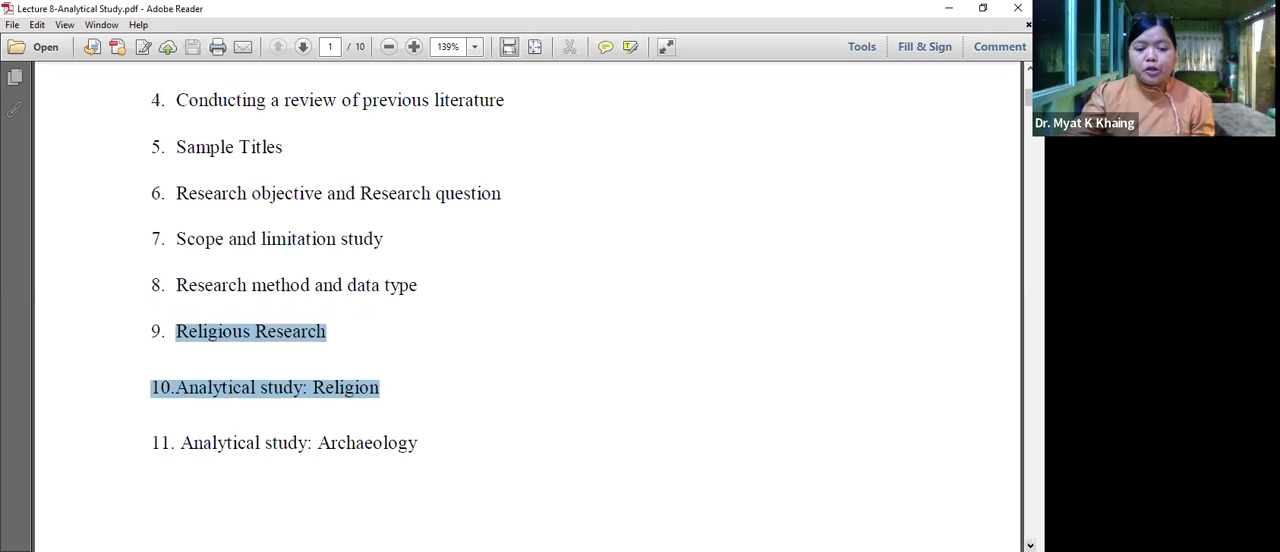 Lecture 8-Analytical Study.pdf - Adobe Reader
File Edit View Window Help
Open 1 / 10 139% Tools Fill & Sign Comment
4. Conducting a review of previous literature
5. Sample Titles
6. Research objective and Research question
7. Scope and limitation study
8. Research method and data type
9. Religious Research
10.Analytical study: Religion
11. Analytical study: Archaeology
Dr. Myat K Khaing